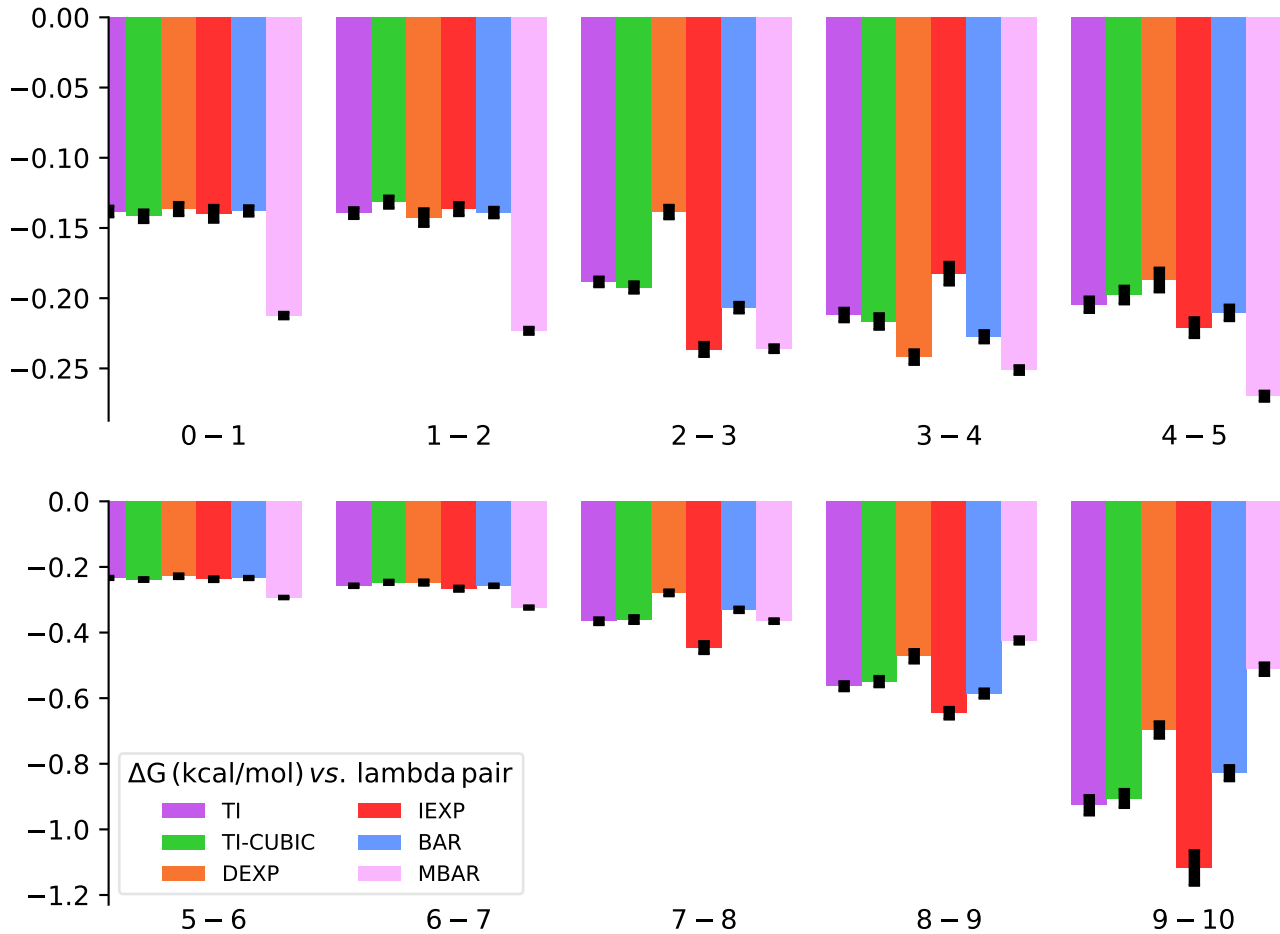 0.00
−0.05
−0.10
−0.15
−0.20
−0.25
0 − 1 1 − 2 2 − 3 3 − 4 4 − 5
0.0
−0.2
−0.4
−0.6
−0.8
−1.0
−1.2
ΔG (kcal/mol) vs. lambda pair
TI IEXP
TI-CUBIC BAR
DEXP MBAR
5 − 6 6 − 7 7 − 8 8 − 9 9 − 10